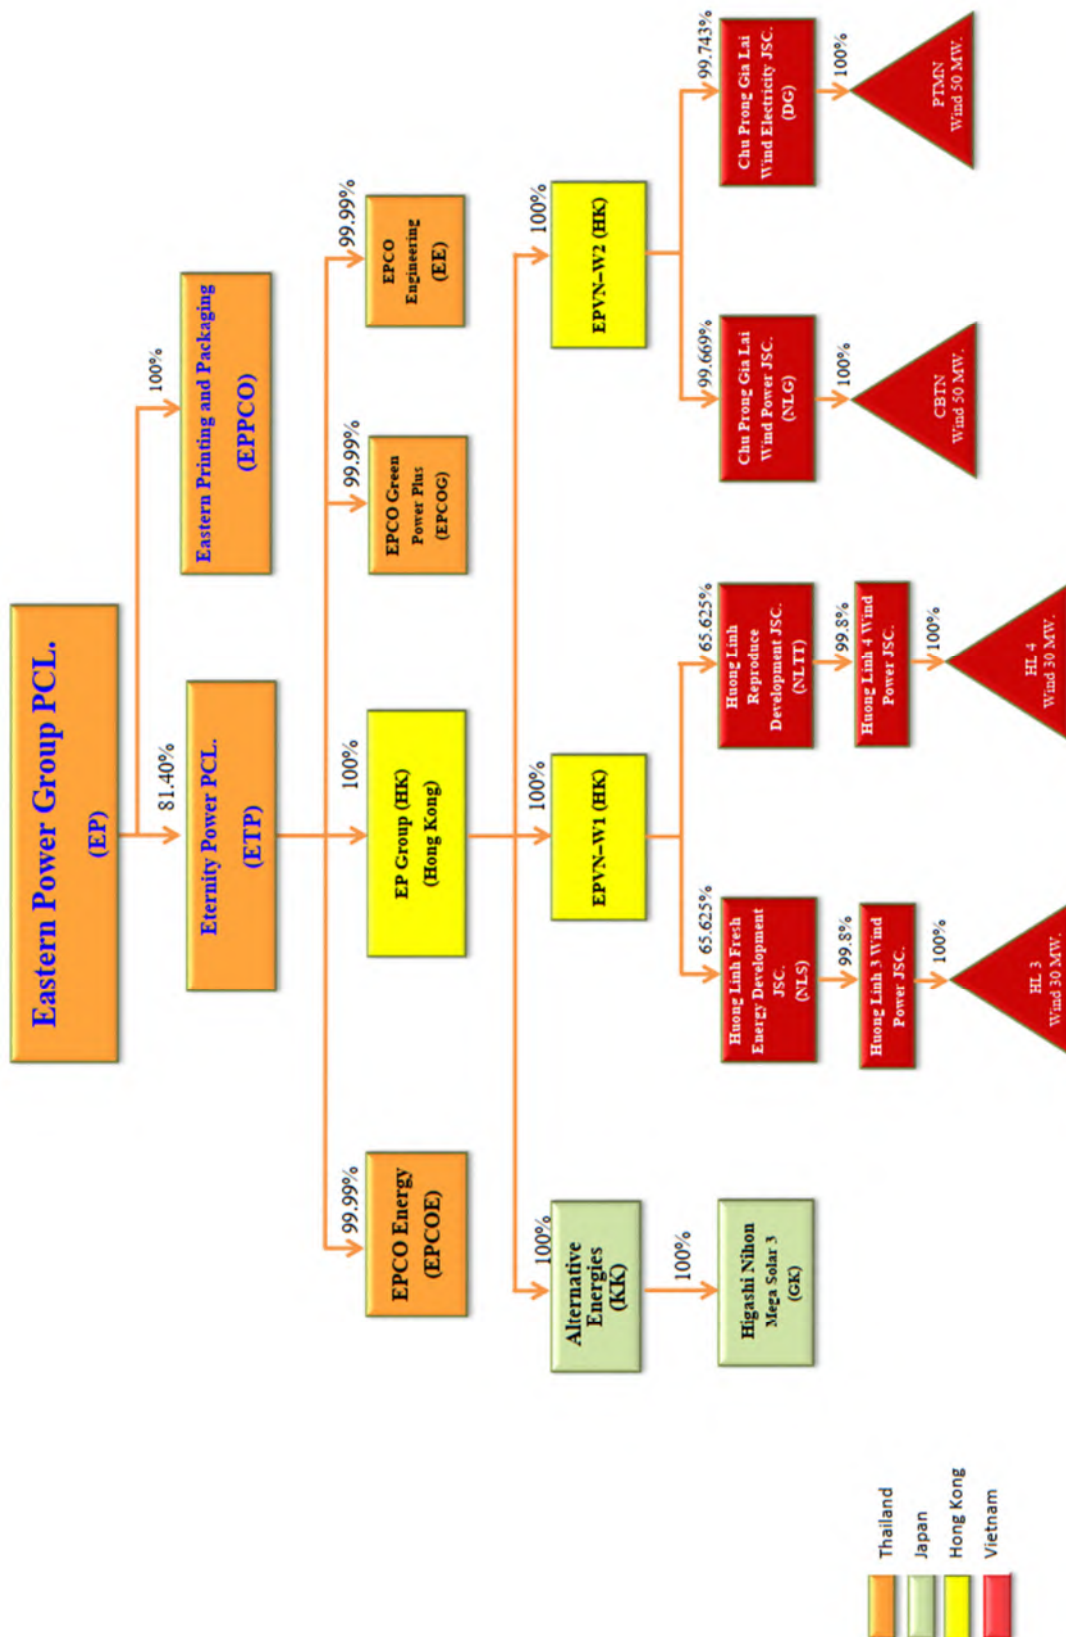 Eastern Power Group PCL.
(EP)
81.40%
100%
Eternity Power PCL.
(ETP)
Eastern Printing and Packaging
(EPPCO)
99.99%
100%
99.99%
99.99%
EPCO Energy
(EPCOE)
EP Group (HK)
(Hong Kong)
EPCO Green
Power Plus
(EPCOG)
EPCO
Engineering
(EE)
100%
100%
100%
Alternative
Energies
(KK)
EPVN-W1 (HK)
EPVN-W2 (HK)
100%
65.625%
65.625%
99.669%
99.743%
Higashi Nihon
Mega Solar 3
(GK)
Huong Linh Fresh
Energy Development
JSC.
(NLS)
Huong Linh
Reproduce
Development JSC.
(NLTT)
Chu Prong Gia Lai
Wind Power JSC.
(NLG)
Chu Prong Gia Lai
Wind Electricity JSC.
(DG)
99.8%
99.8%
100%
100%
Huong Linh 3 Wind
Power JSC.
Huong Linh 4 Wind
Power JSC.
CBTN
Wind 50 MW.
PTMN
Wind 50 MW.
100%
100%
HL 3
Wind 30 MW.
HL 4
Wind 30 MW.
Thailand
Japan
Hong Kong
Vietnam